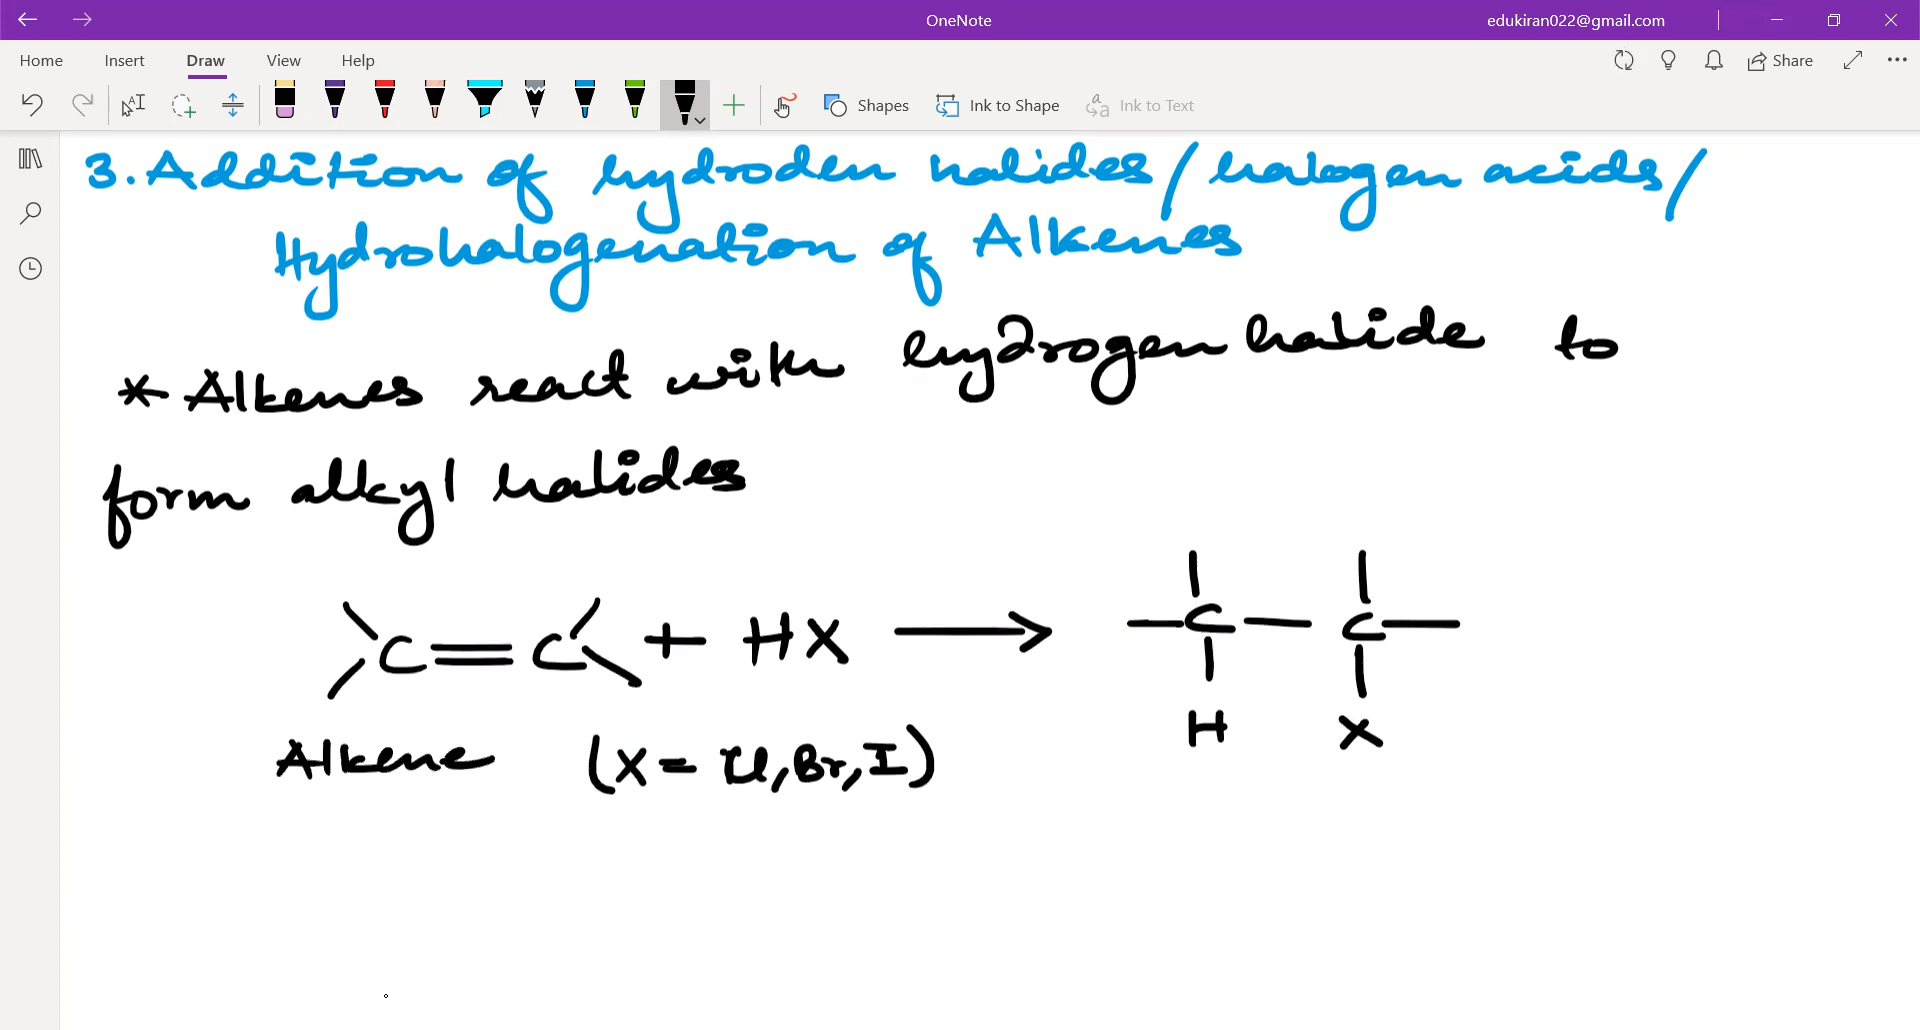 OneNote
edukiran022@gmail.com
Home Insert Draw View Help
Share
Shapes Ink to Shape Ink to Text
3. Addition of hydroden halides/halogen acids/
Hydrohalogenation of Alkenes
* Alkenes react with hydrogen halide to
form alkyl halides
C=C + HX → -C-C-
H X
Alkene (X = Cl, Br, I)